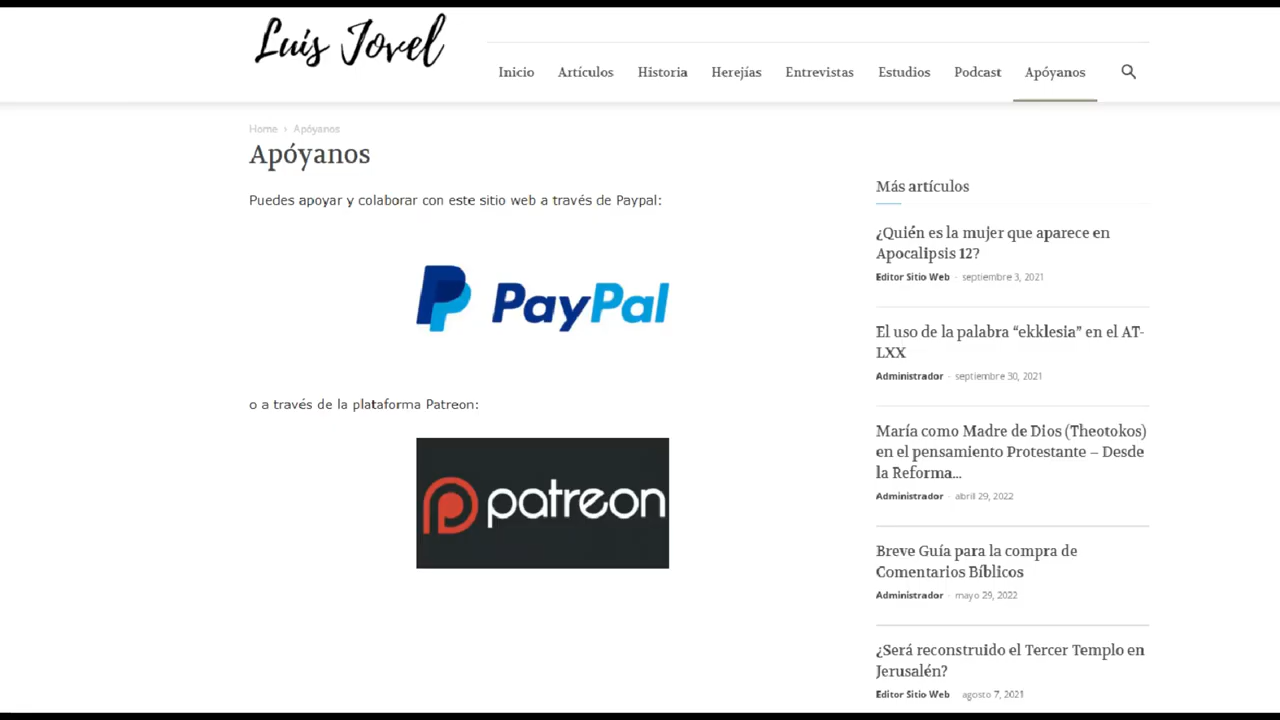 Luis Jovel
Inicio Artículos Historia Herejías Entrevistas Estudios Podcast Apóyanos
Home › Apóyanos
Apóyanos
Puedes apoyar y colaborar con este sitio web a través de Paypal:
PayPal
o a través de la plataforma Patreon:
patreon
Más artículos
¿Quién es la mujer que aparece en
Apocalipsis 12?
Editor Sitio Web - septiembre 3, 2021
El uso de la palabra “ekklesia” en el AT-
LXX
Administrador - septiembre 30, 2021
María como Madre de Dios (Theotokos)
en el pensamiento Protestante – Desde
la Reforma...
Administrador - abril 29, 2022
Breve Guía para la compra de
Comentarios Bíblicos
Administrador - mayo 29, 2022
¿Será reconstruido el Tercer Templo en
Jerusalén?
Editor Sitio Web agosto 7, 2021